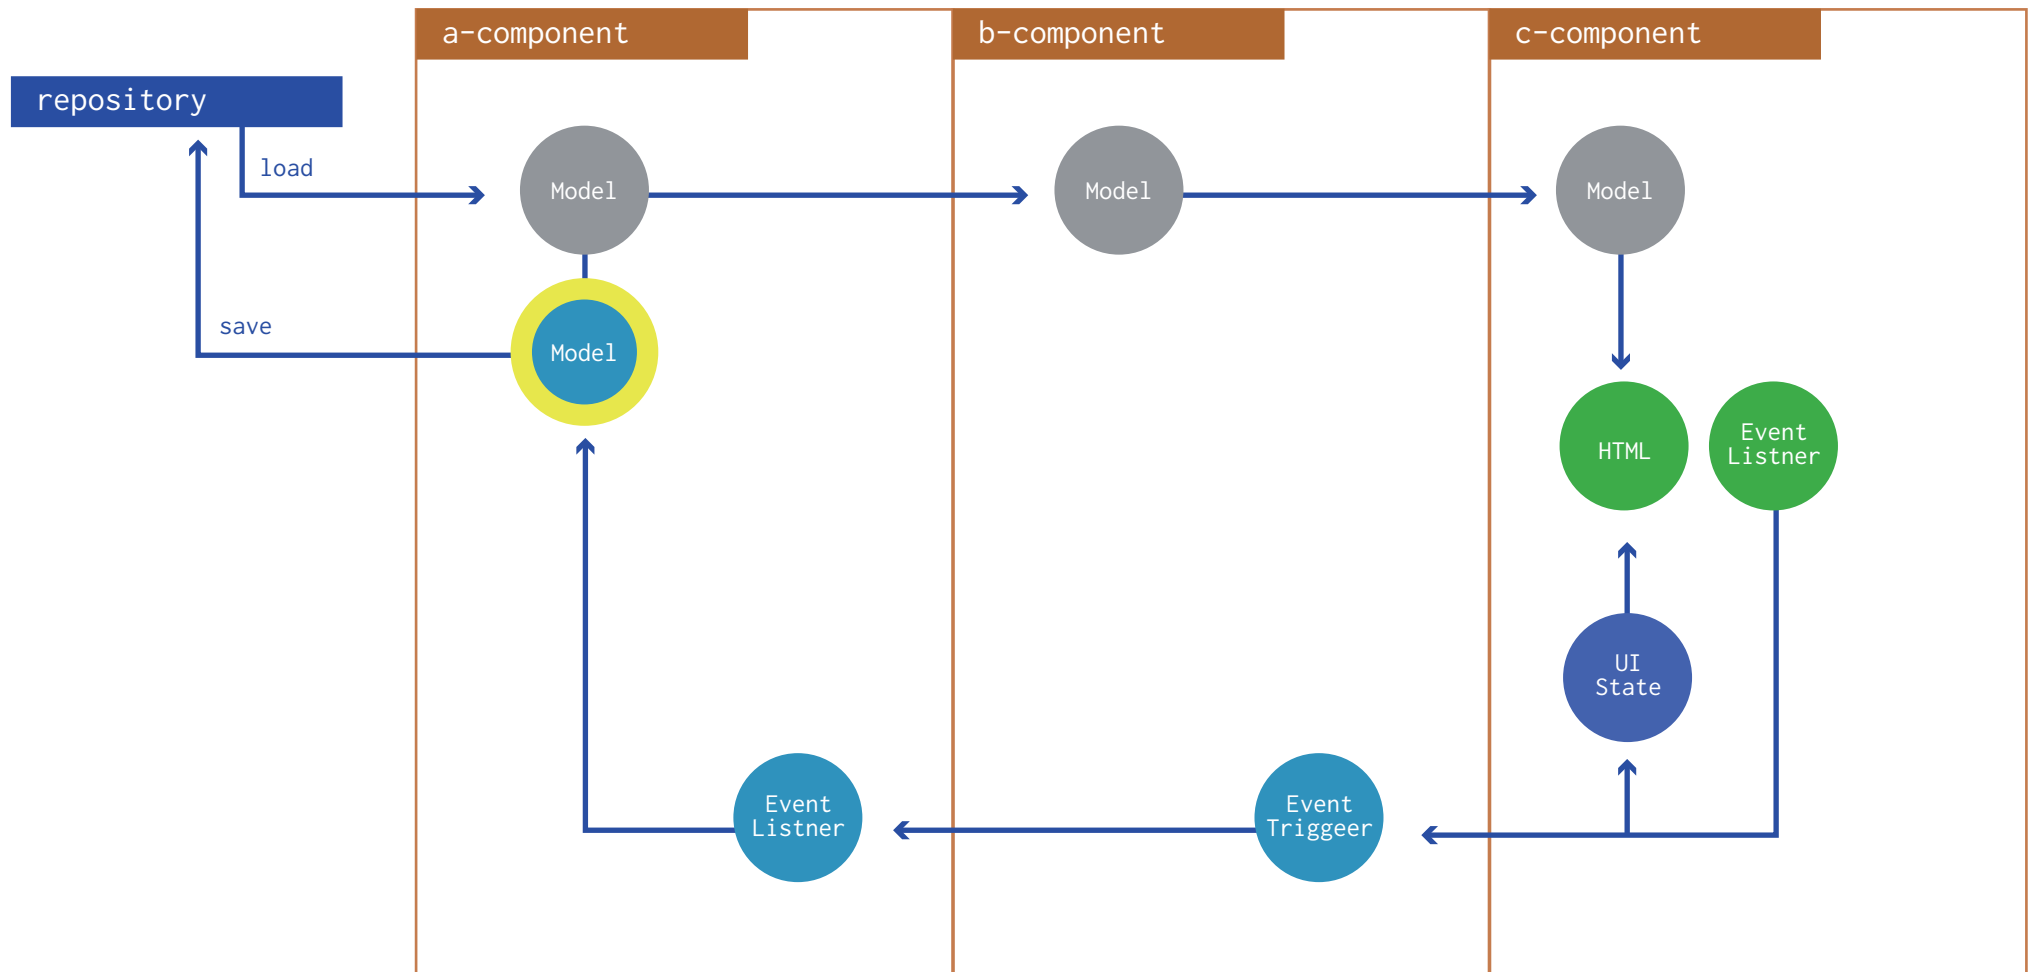 a-component
b-component
c-component
repository
load
Model
Model
Model
save
Model
HTML
Event
Listner
UI
State
Event
Listner
Event
Triggeer